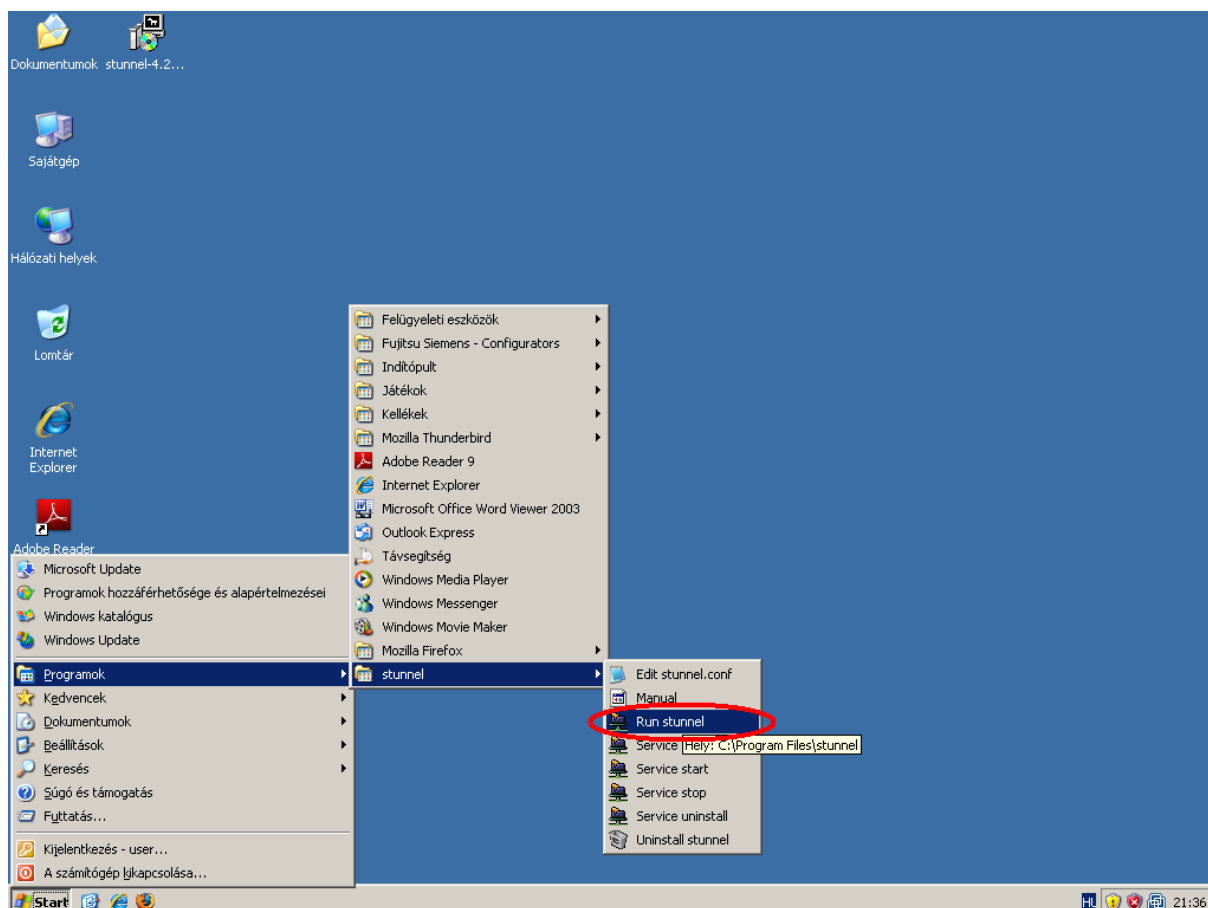 Dokumentumok
stunnel-4.2...
Sajátgép
Hálózati helyek
Lomtár
Internet
Explorer
Adobe Reader
Microsoft Update
Programok hozzáférhetősége és alapértelmezései
Windows katalógus
Windows Update
Programok
Kedvencek
Dokumentumok
Beállítások
Keresés
Súgó és támogatás
Futtatás...
Kijelentkezés - user...
A számítógép kikapcsolása...
Felügyeleti eszközök
Fujitsu Siemens - Configurators
Indítópult
Játékok
Kellékek
Mozilla Thunderbird
Adobe Reader 9
Internet Explorer
Microsoft Office Word Viewer 2003
Outlook Express
Távsegítség
Windows Media Player
Windows Messenger
Windows Movie Maker
Mozilla Firefox
stunnel
Edit stunnel.conf
Manual
Run stunnel
Service
Hely: C:\Program Files\stunnel
Service start
Service stop
Service uninstall
Uninstall stunnel
Start
HU
21:36